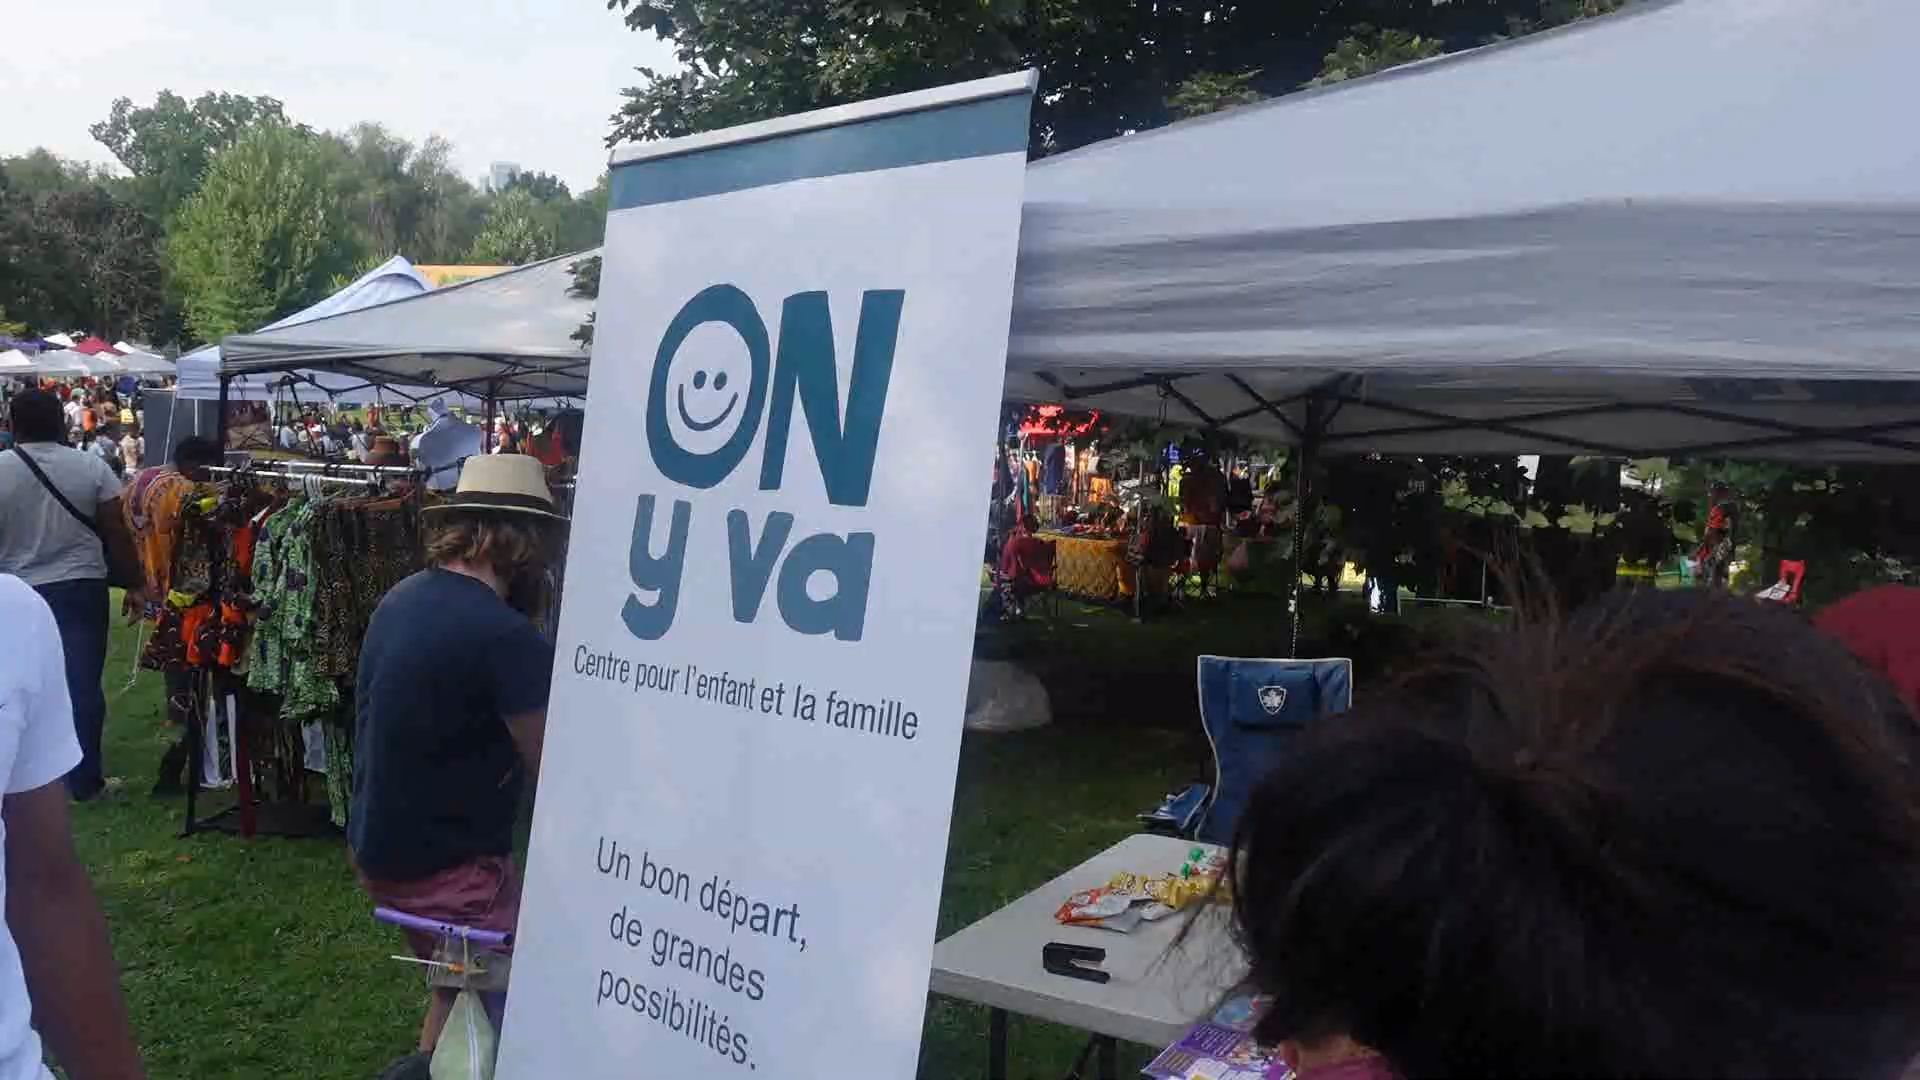 ON
y va
Centre pour l'enfant et la famille
Un bon départ,
de grandes
possibilités.